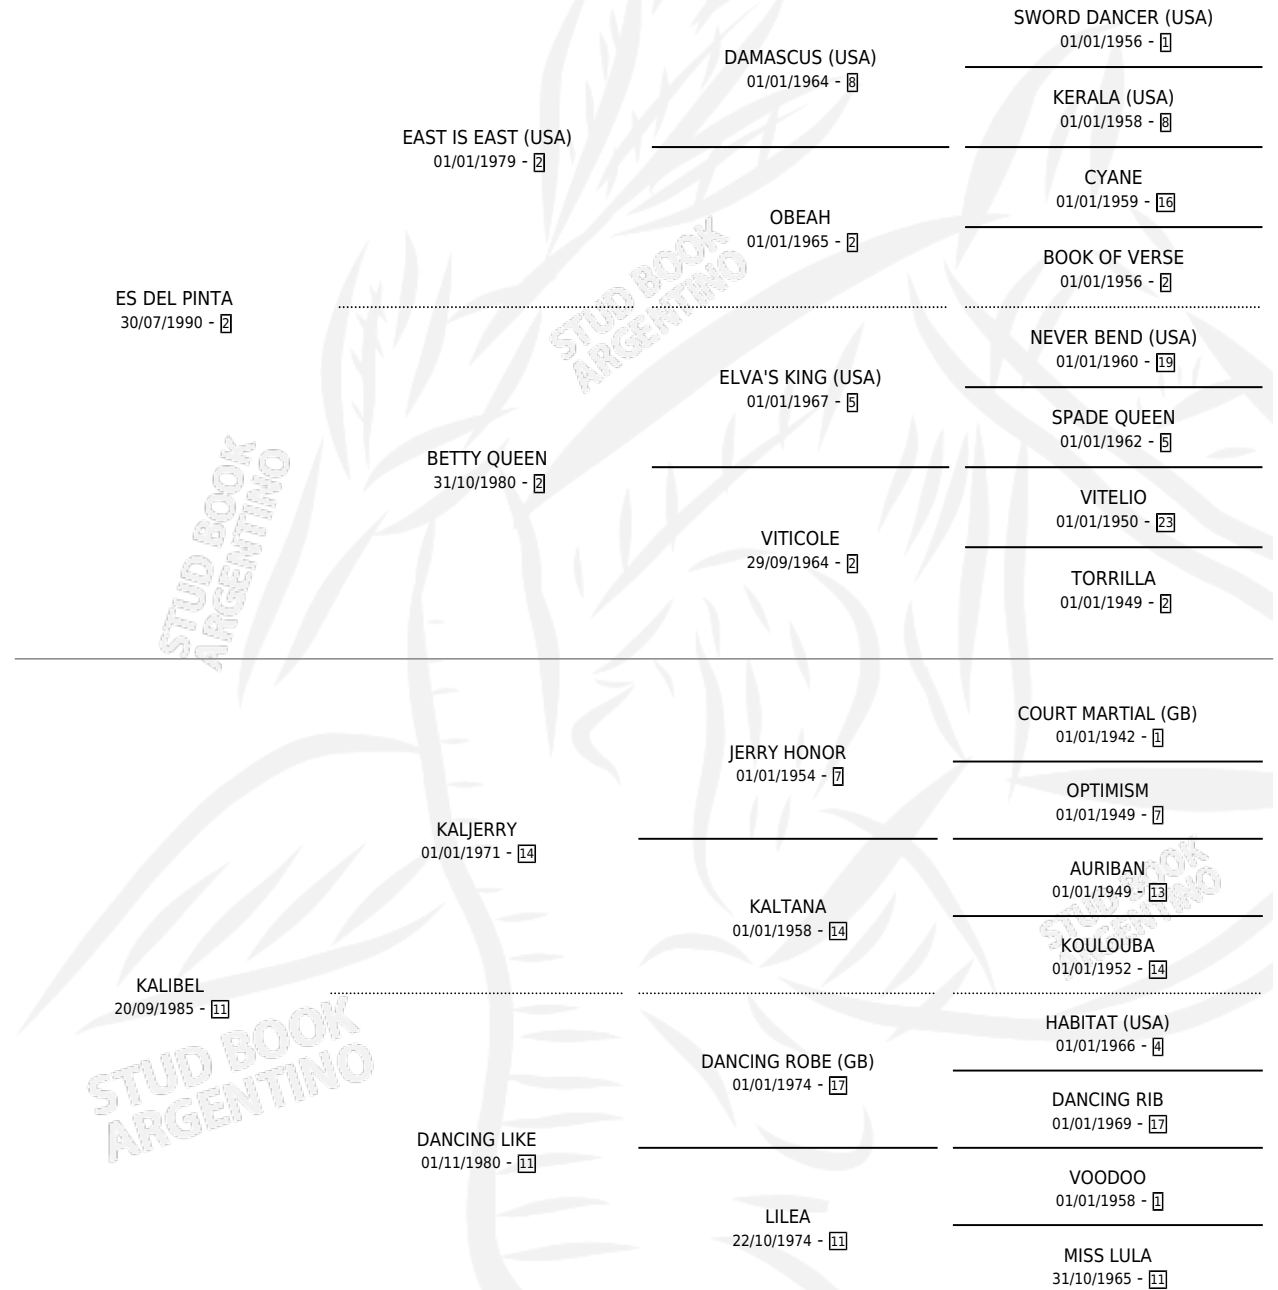 SWORD DANCER (USA)
01/01/1956 - 1
DAMASCUS (USA)
01/01/1964 - 8
KERALA (USA)
01/01/1958 - 8
EAST IS EAST (USA)
01/01/1979 - 2
CYANE
01/01/1959 - 16
OBEAH
01/01/1965 - 2
BOOK OF VERSE
01/01/1956 - 2
ES DEL PINTA
30/07/1990 - 2
NEVER BEND (USA)
01/01/1960 - 19
ELVA'S KING (USA)
01/01/1967 - 5
SPADE QUEEN
01/01/1962 - 5
BETTY QUEEN
31/10/1980 - 2
VITELIO
01/01/1950 - 23
VITICOLE
29/09/1964 - 2
TORRILLA
01/01/1949 - 2
STUD BOOK
ARGENTINO
STUD BOOK
ARGENTINO
COURT MARTIAL (GB)
01/01/1942 - 1
JERRY HONOR
01/01/1954 - 7
OPTIMISM
01/01/1949 - 7
KALJERRY
01/01/1971 - 14
AURIBAN
01/01/1949 - 13
KALTANA
01/01/1958 - 14
KOULOUBA
01/01/1952 - 14
KALIBEL
20/09/1985 - 11
HABITAT (USA)
01/01/1966 - 4
DANCING ROBE (GB)
01/01/1974 - 17
DANCING RIB
01/01/1969 - 17
DANCING LIKE
01/11/1980 - 11
VOODOO
01/01/1958 - 1
LILEA
22/10/1974 - 11
MISS LULA
31/10/1965 - 11
STUD BOOK
ARGENTINO
STUD BOOK
ARGENTINO